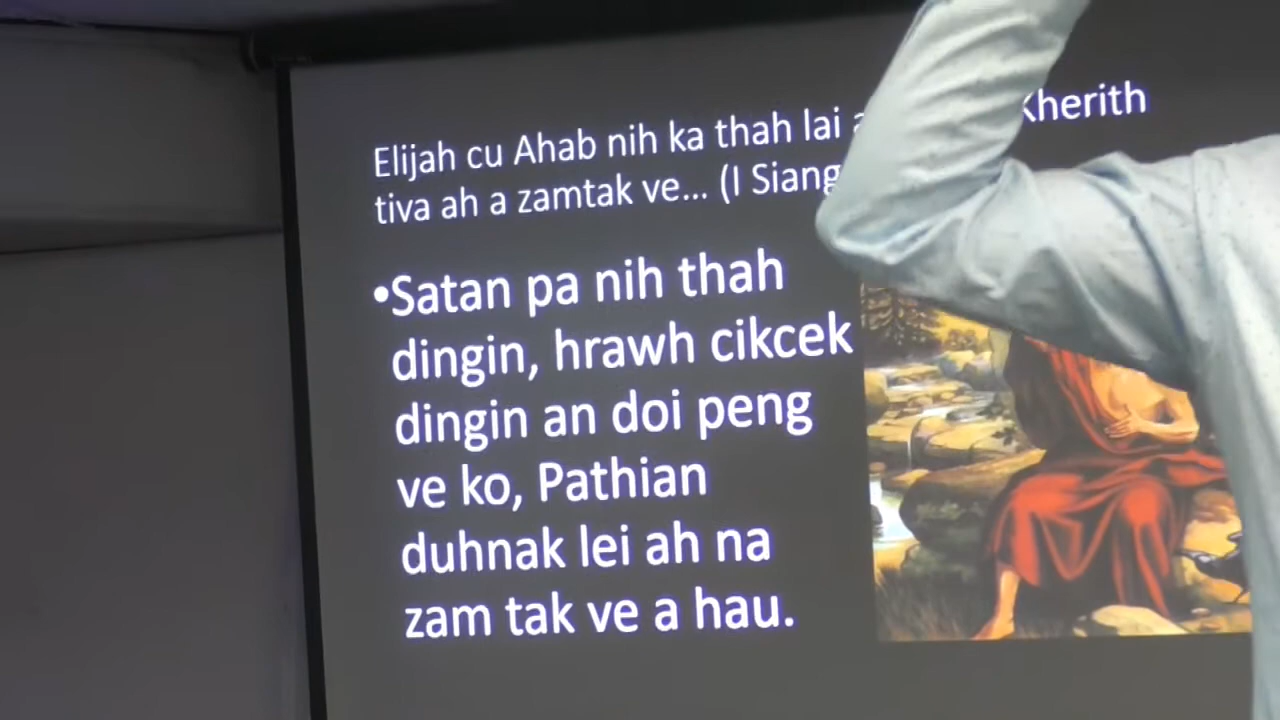 Elijah cu Ahab nih ka thah lai Kherith
tiva ah a zamtak ve... (I Siang
•Satan pa nih thah
dingin, hrawh cikcek
dingin an doi peng
ve ko, Pathian
duhnak lei ah na
zam tak ve a hau.